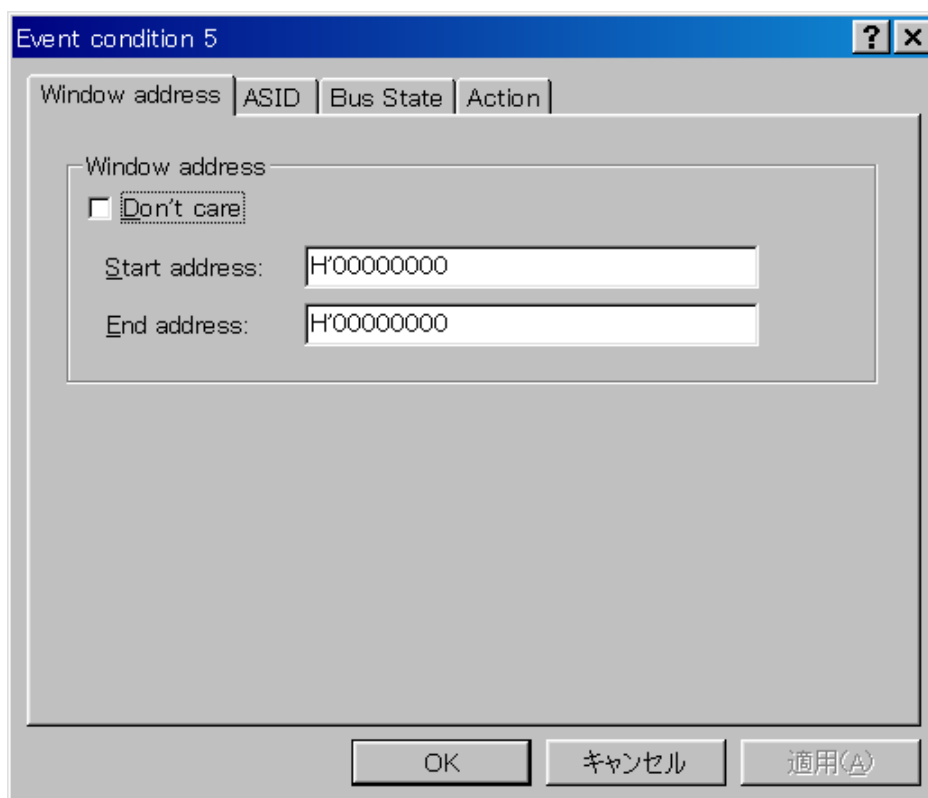 Event condition 5
Window address ASID Bus State Action
Window address
Don't care
Start address: H'00000000
End address: H'00000000
OK キャンセル 適用(A)